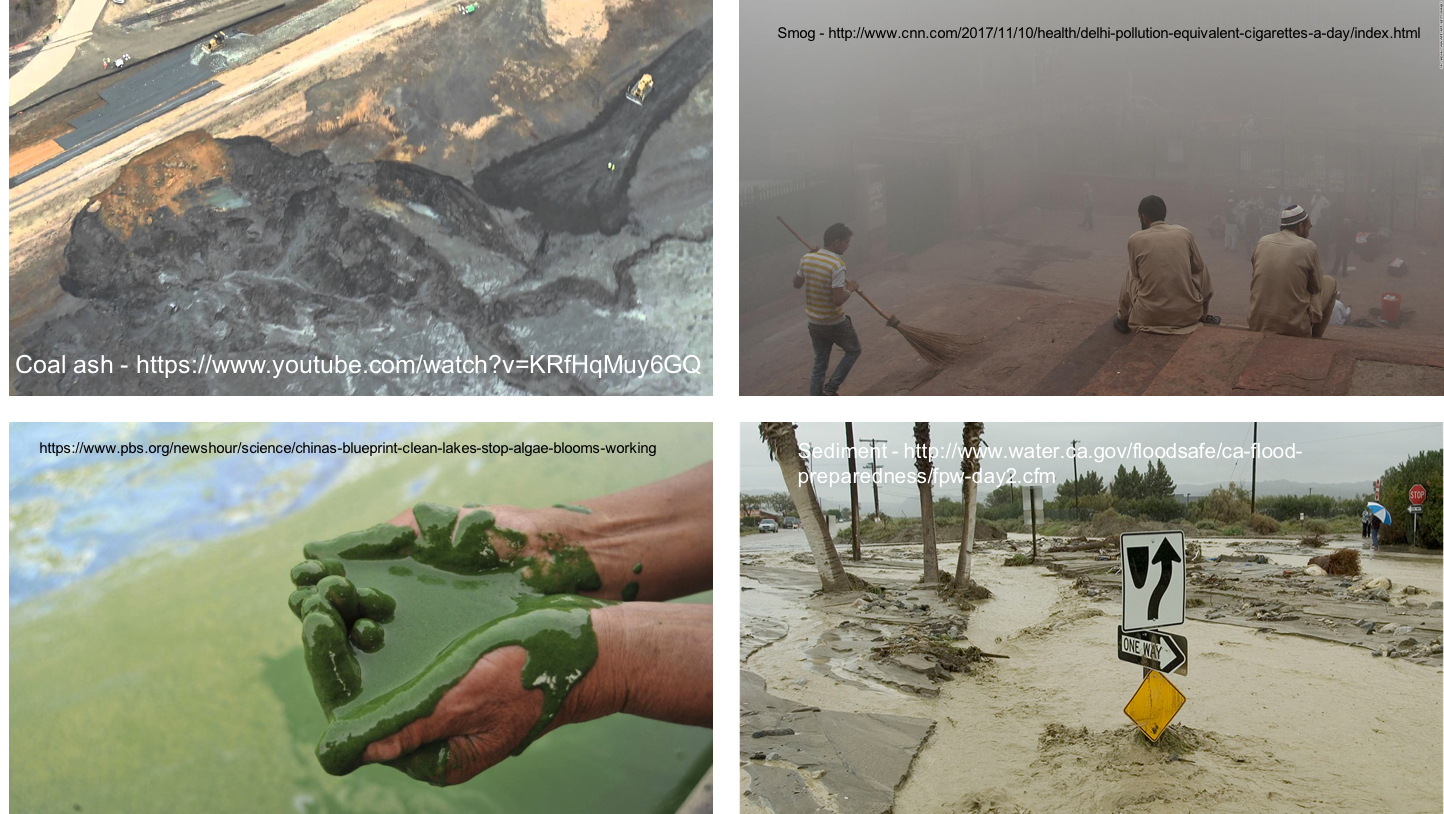 Smog - http://www.cnn.com/2017/11/10/health/delhi-pollution-equivalent-cigarettes-a-day/index.html
Coal ash - https://www.youtube.com/watch?v=KRfHqMuy6GQ
https://www.pbs.org/newshour/science/chinas-blueprint-clean-lakes-stop-algae-blooms-working
Sediment - http://www.water.ca.gov/floodsafe/ca-flood-
preparedness/fpw-day2.cfm
STOP
ONE WAY